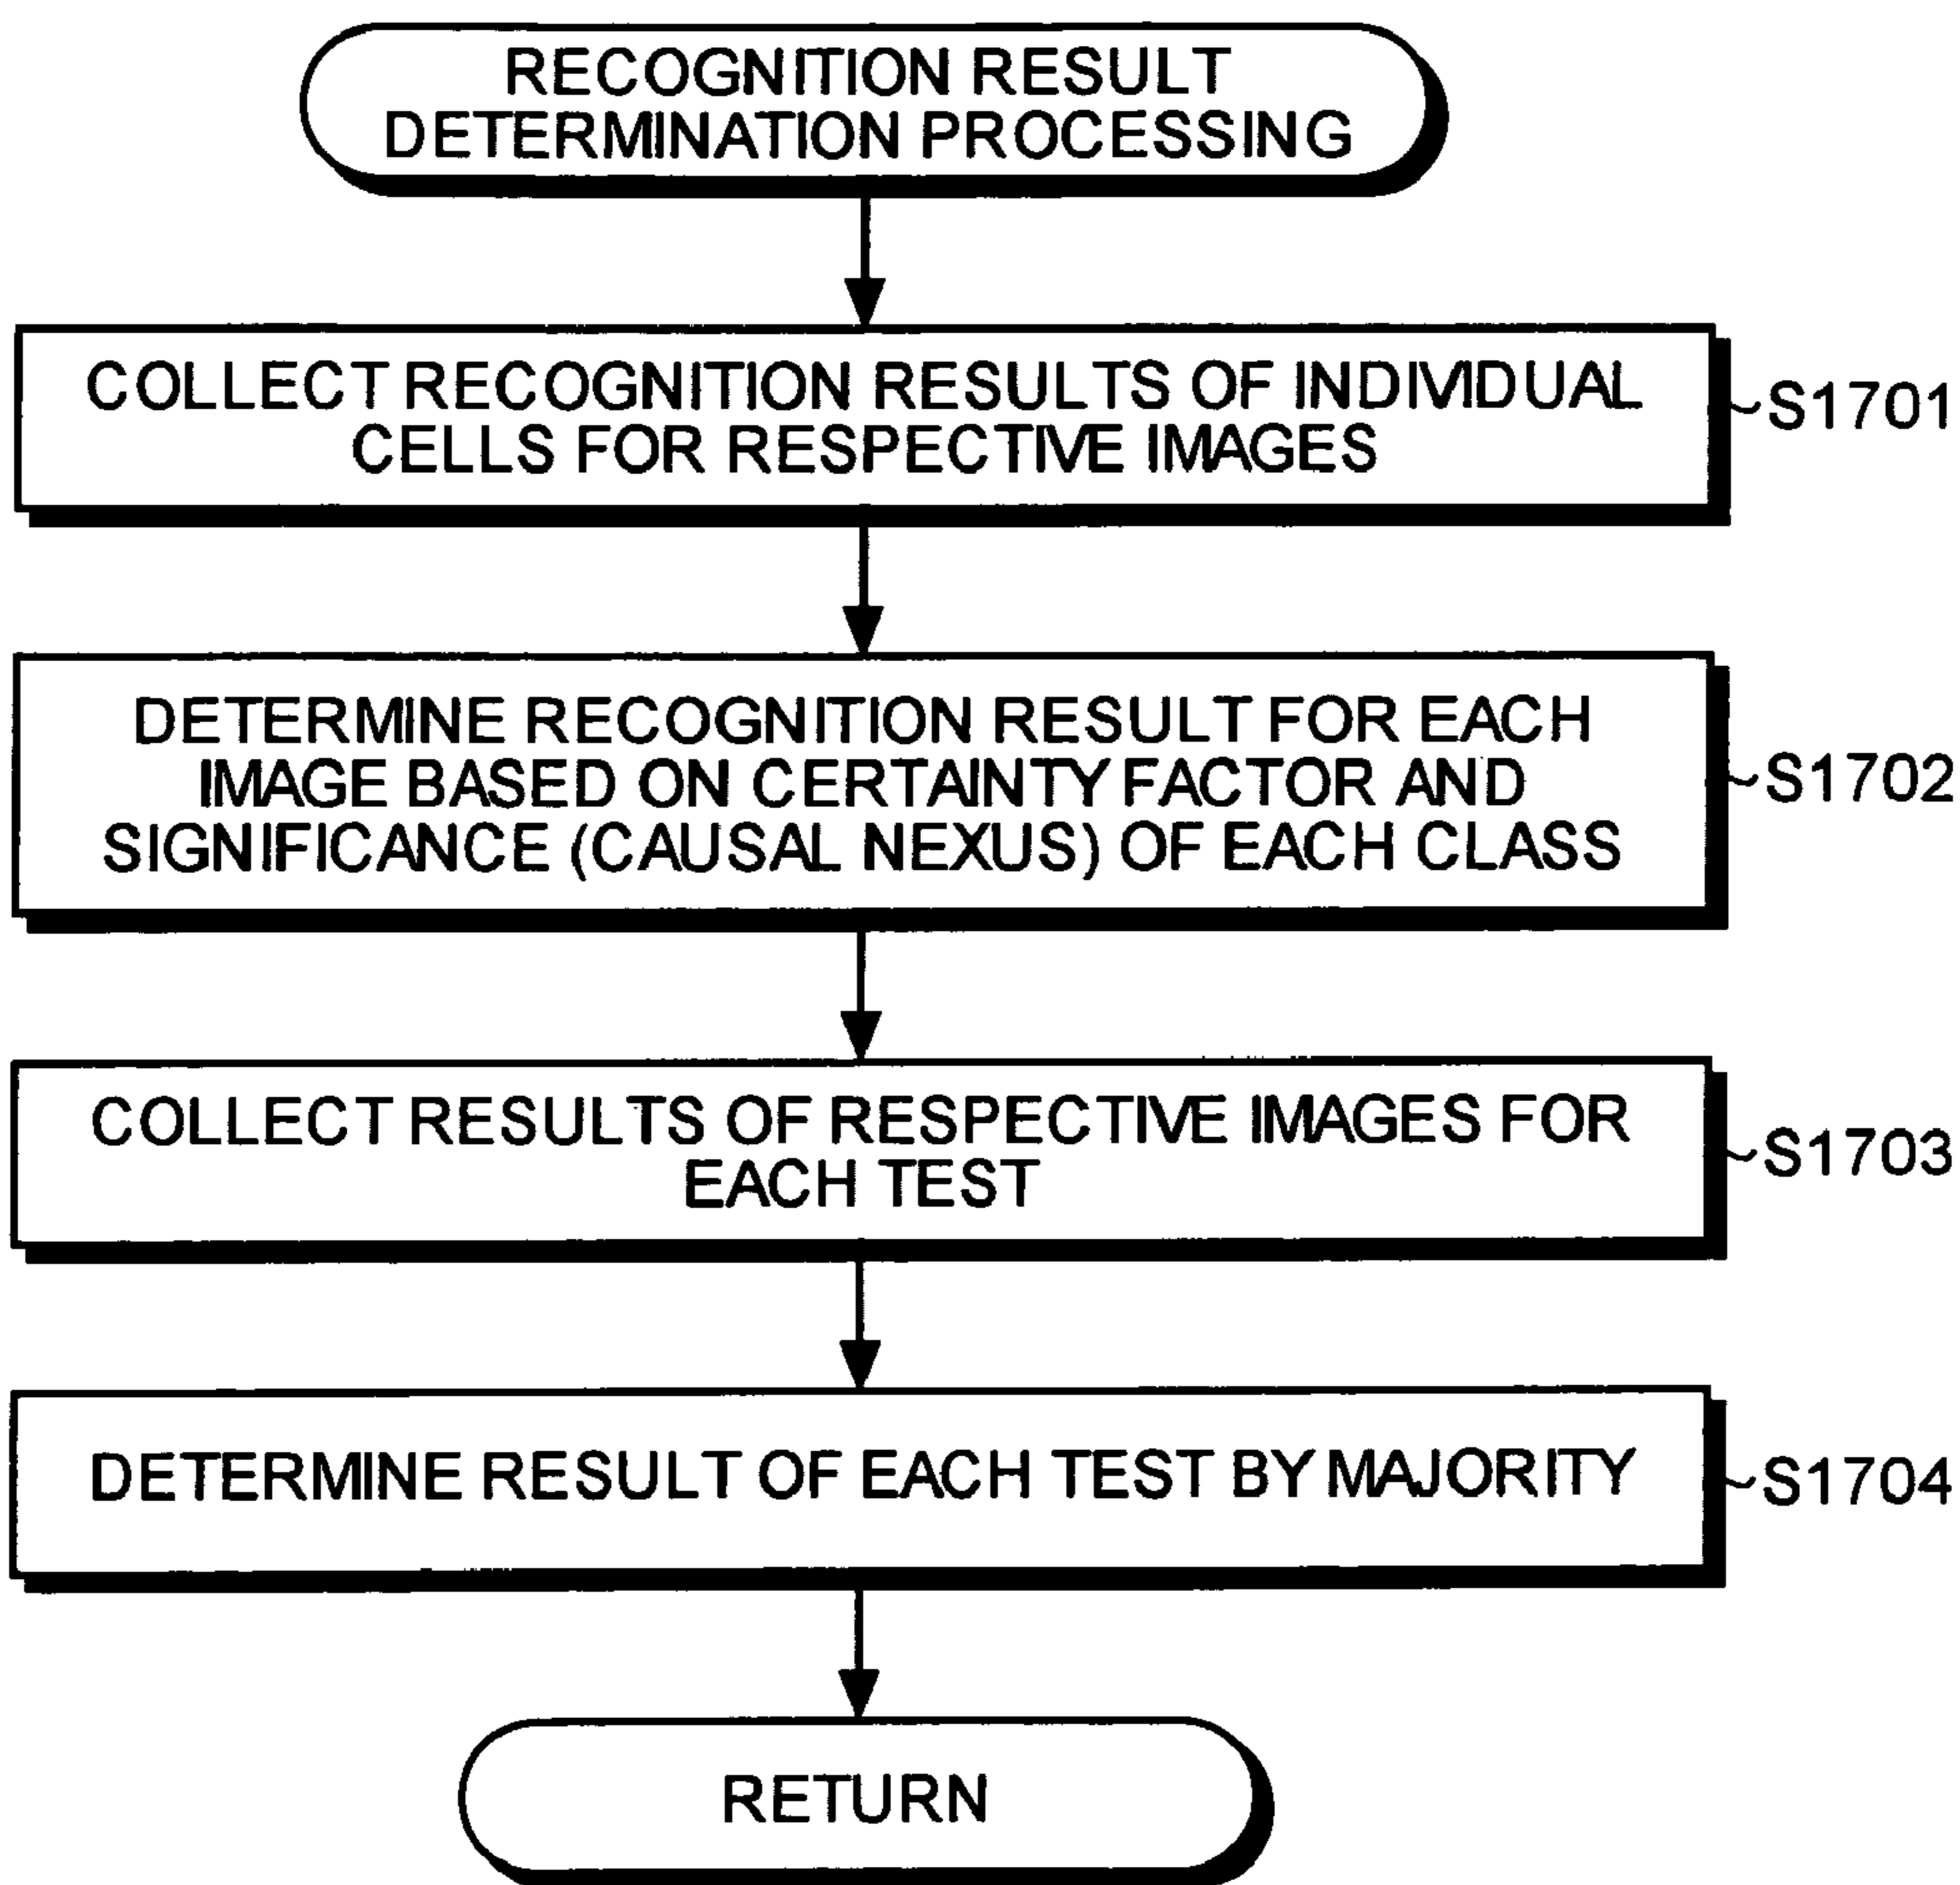 RECOGNITION RESULT
DETERMINATION PROCESSING
COLLECT RECOGNITION RESULTS OF INDIVIDUAL
CELLS FOR RESPECTIVE IMAGES
S1701
DETERMINE RECOGNITION RESULT FOR EACH
IMAGE BASED ON CERTAINTY FACTOR AND
SIGNIFICANCE (CAUSAL NEXUS) OF EACH CLASS
S1702
COLLECT RESULTS OF RESPECTIVE IMAGES FOR
EACH TEST
S1703
DETERMINE RESULT OF EACH TEST BY MAJORITY
S1704
RETURN